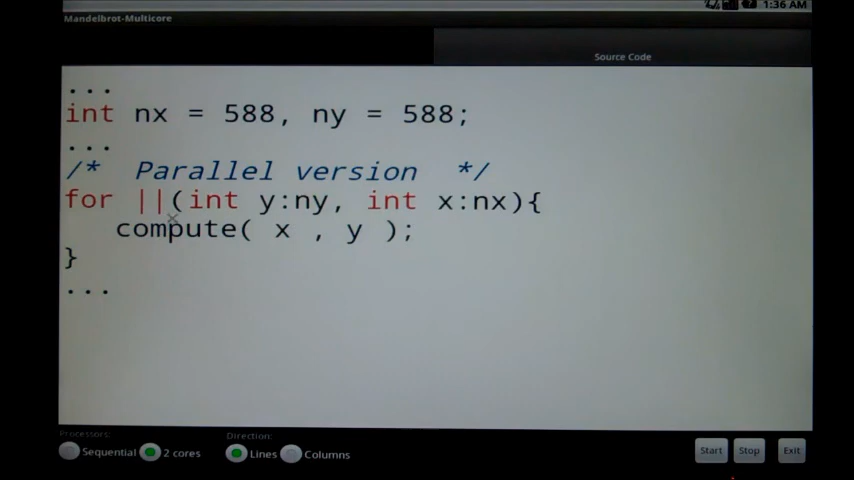 1:36 AM
Mandelbrot-Multicore
Source Code
...
int nx = 588, ny = 588;
...
/* Parallel version */
for ||(int y:ny, int x:nx){
compute( x , y );
}
...
Processors: Direction:
Sequential 2 cores Lines Columns Start Stop Exit